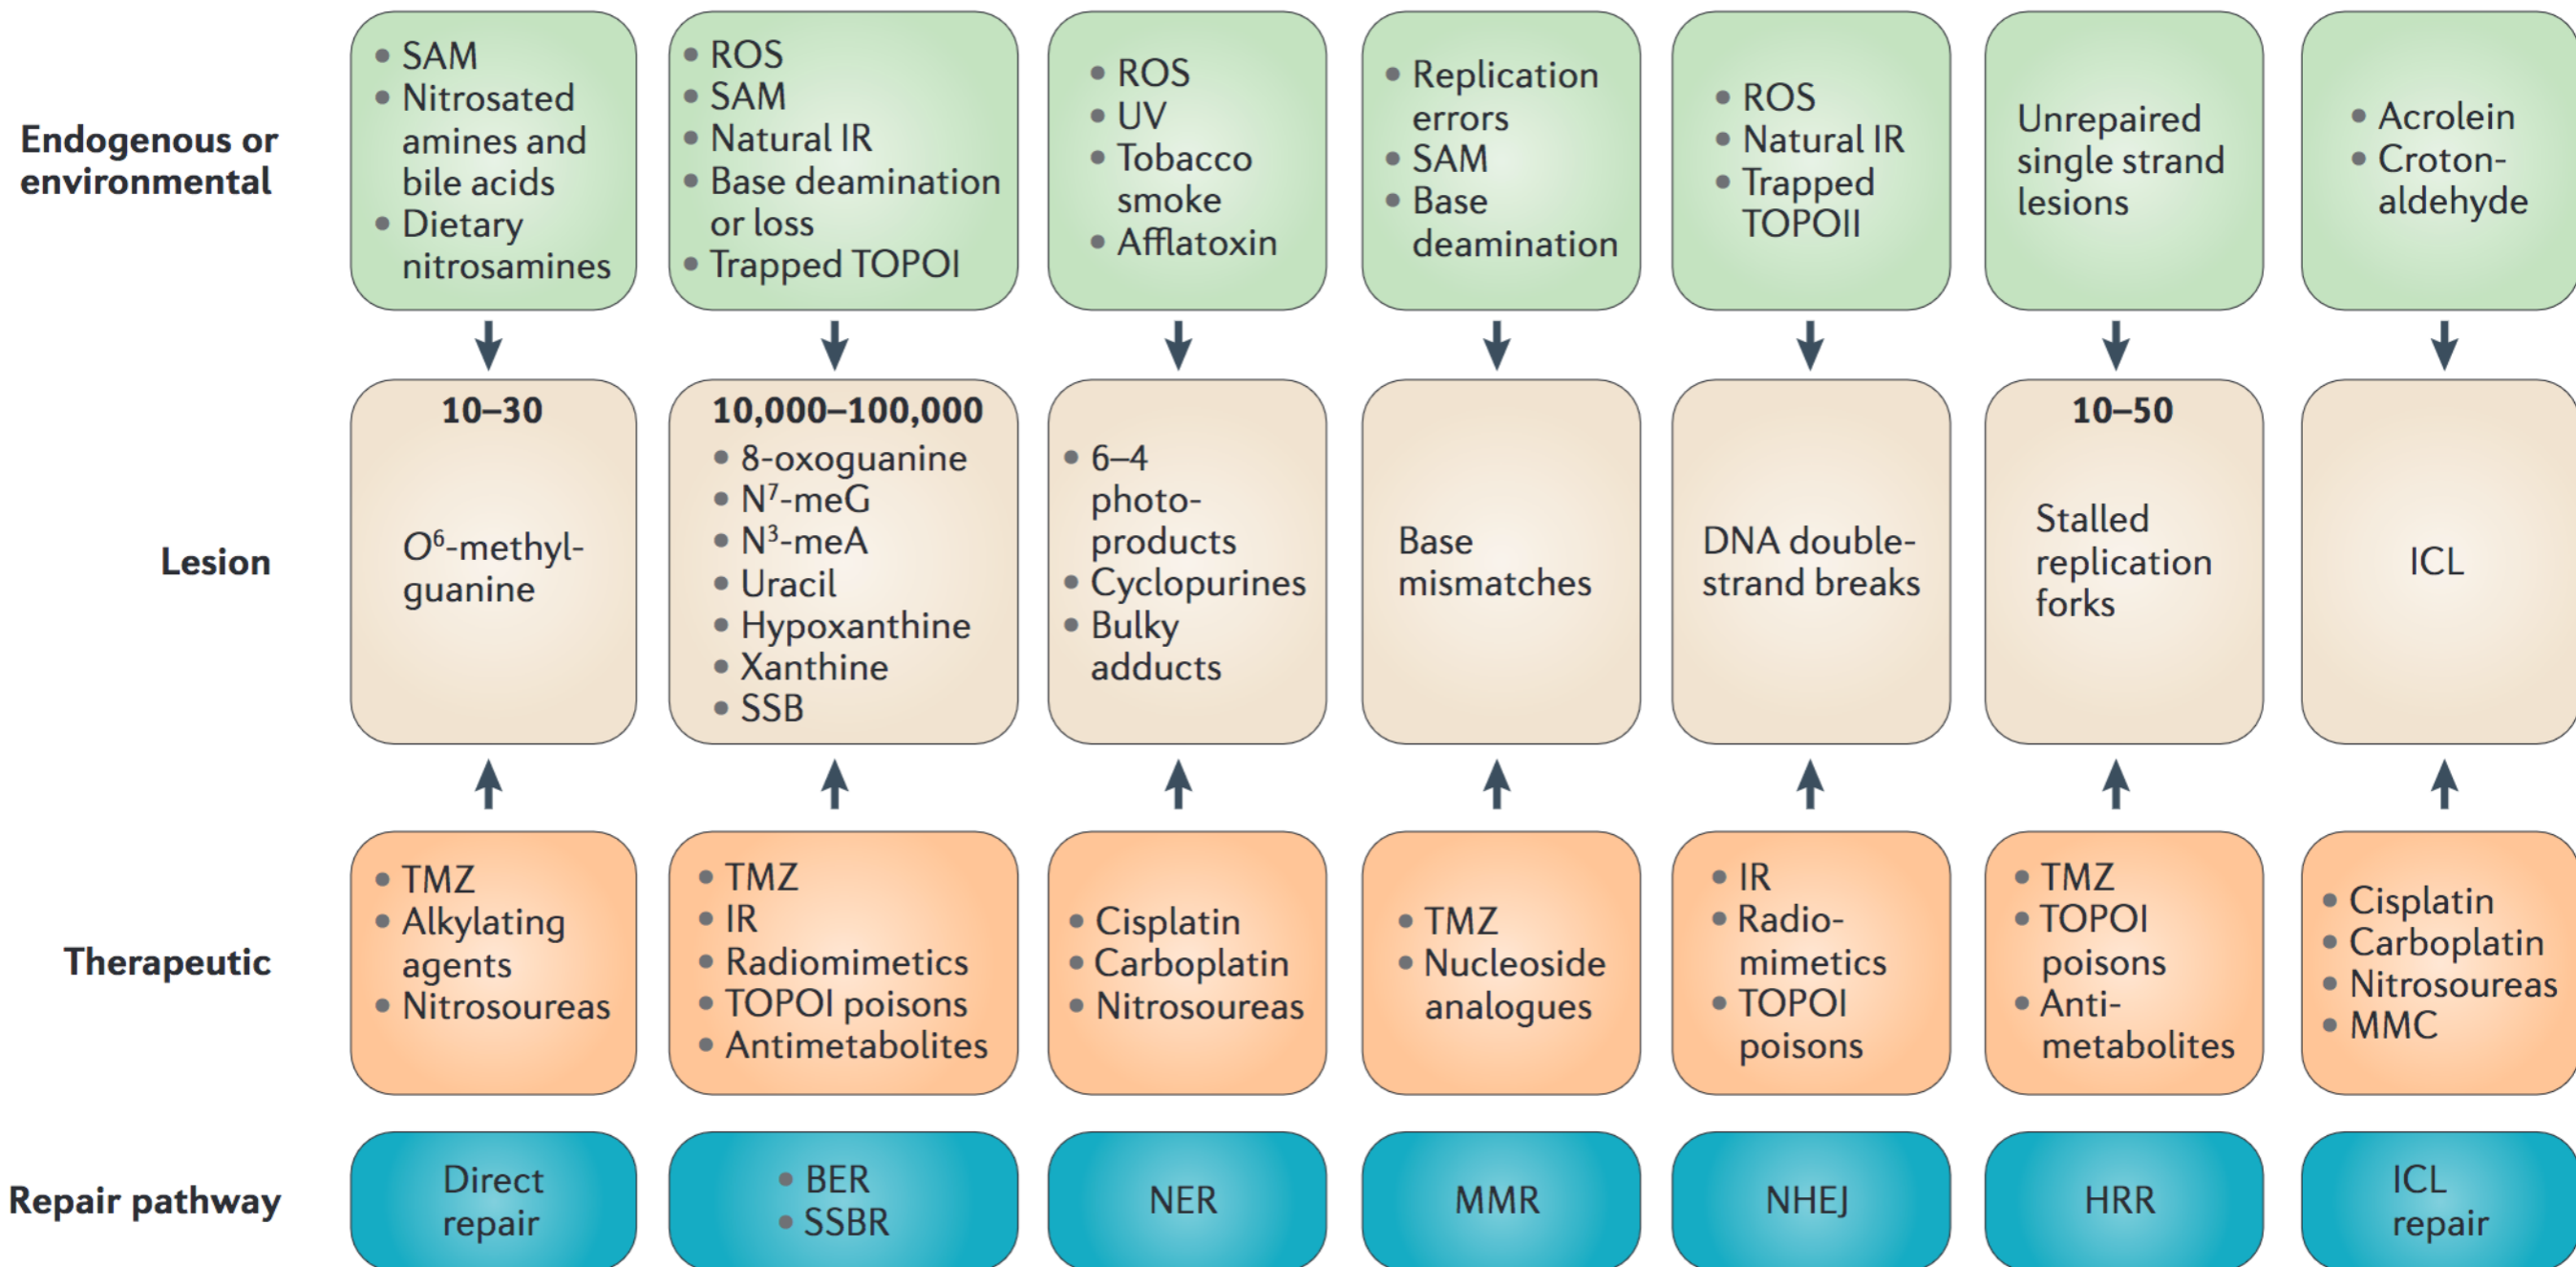 Endogenous or
environmental
• SAM
• Nitrosated
amines and
bile acids
• Dietary
nitrosamines
• ROS
• SAM
• Natural IR
• Base deamination
or loss
• Trapped TOPOI
• ROS
• UV
• Tobacco
smoke
• Afflatoxin
• Replication
errors
• SAM
• Base
deamination
• ROS
• Natural IR
• Trapped
TOPOII
Unrepaired
single strand
lesions
• Acrolein
• Croton-
aldehyde
Lesion
10–30
O⁶-methyl-
guanine
10,000–100,000
• 8-oxoguanine
• N⁷-meG
• N³-meA
• Uracil
• Hypoxanthine
• Xanthine
• SSB
• 6–4
photo-
products
• Cyclopurines
• Bulky
adducts
Base
mismatches
DNA double-
strand breaks
10–50
Stalled
replication
forks
ICL
Therapeutic
• TMZ
• Alkylating
agents
• Nitrosoureas
• TMZ
• IR
• Radiomimetics
• TOPOI poisons
• Antimetabolites
• Cisplatin
• Carboplatin
• Nitrosoureas
• TMZ
• Nucleoside
analogues
• IR
• Radio-
mimetics
• TOPOI
poisons
• TMZ
• TOPOI
poisons
• Anti-
metabolites
• Cisplatin
• Carboplatin
• Nitrosoureas
• MMC
Repair pathway
Direct
repair
• BER
• SSBR
NER
MMR
NHEJ
HRR
ICL
repair